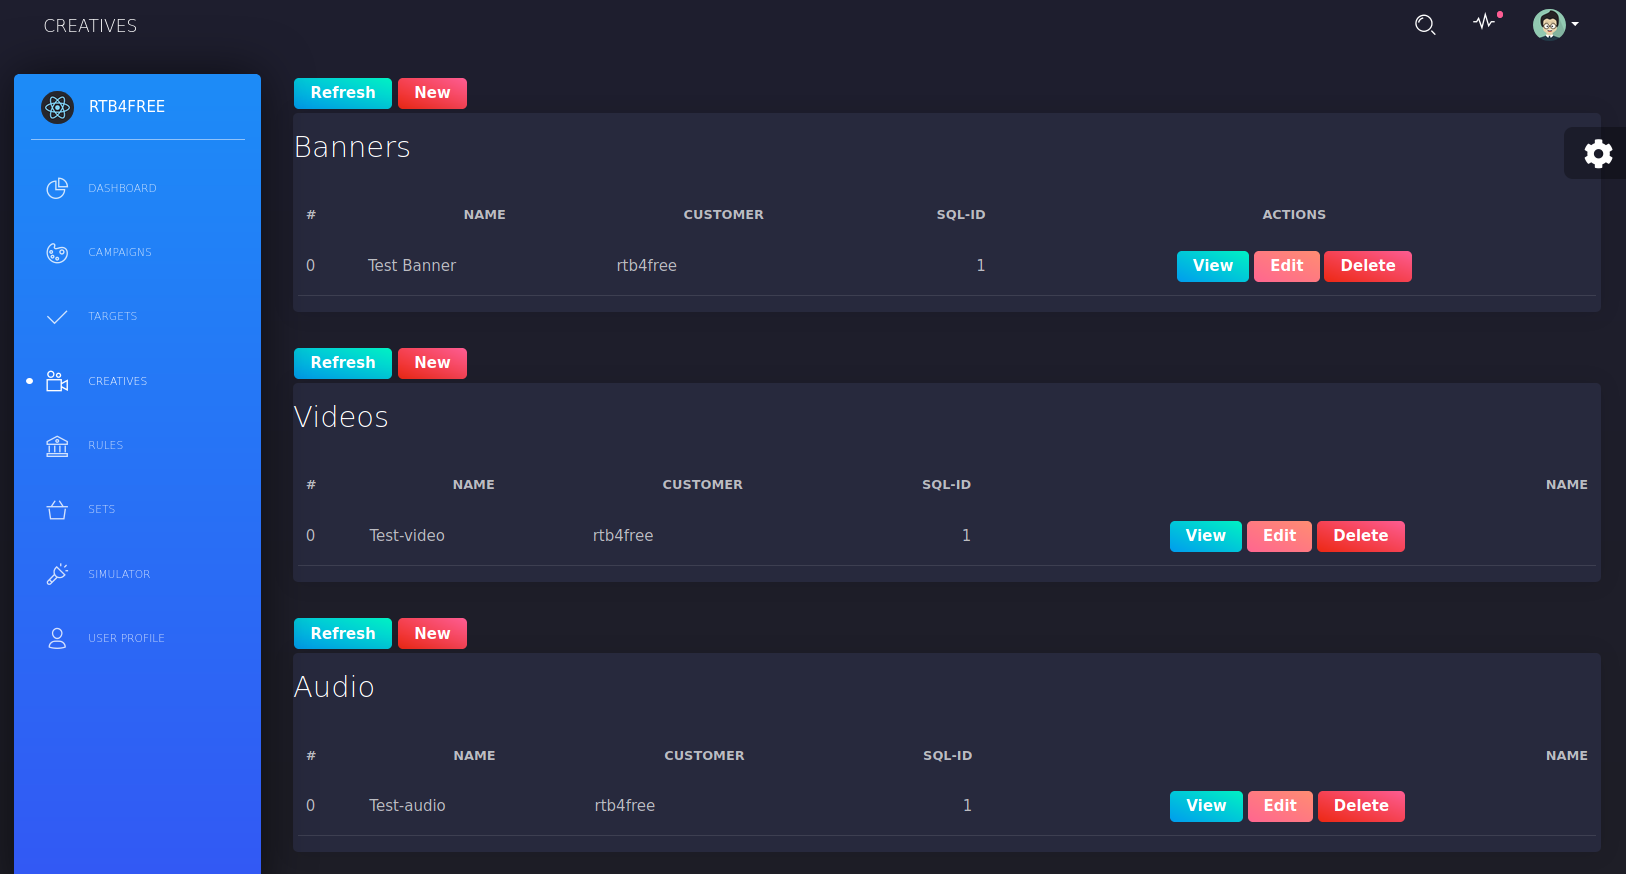 CREATIVES
RTB4FREE
DASHBOARD
CAMPAIGNS
TARGETS
CREATIVES
RULES
SETS
SIMULATOR
USER PROFILE
Refresh New
Banners
# NAME CUSTOMER SQL-ID ACTIONS
0 Test Banner rtb4free 1 View Edit Delete
Refresh New
Videos
# NAME CUSTOMER SQL-ID NAME
0 Test-video rtb4free 1 View Edit Delete
Refresh New
Audio
# NAME CUSTOMER SQL-ID NAME
0 Test-audio rtb4free 1 View Edit Delete